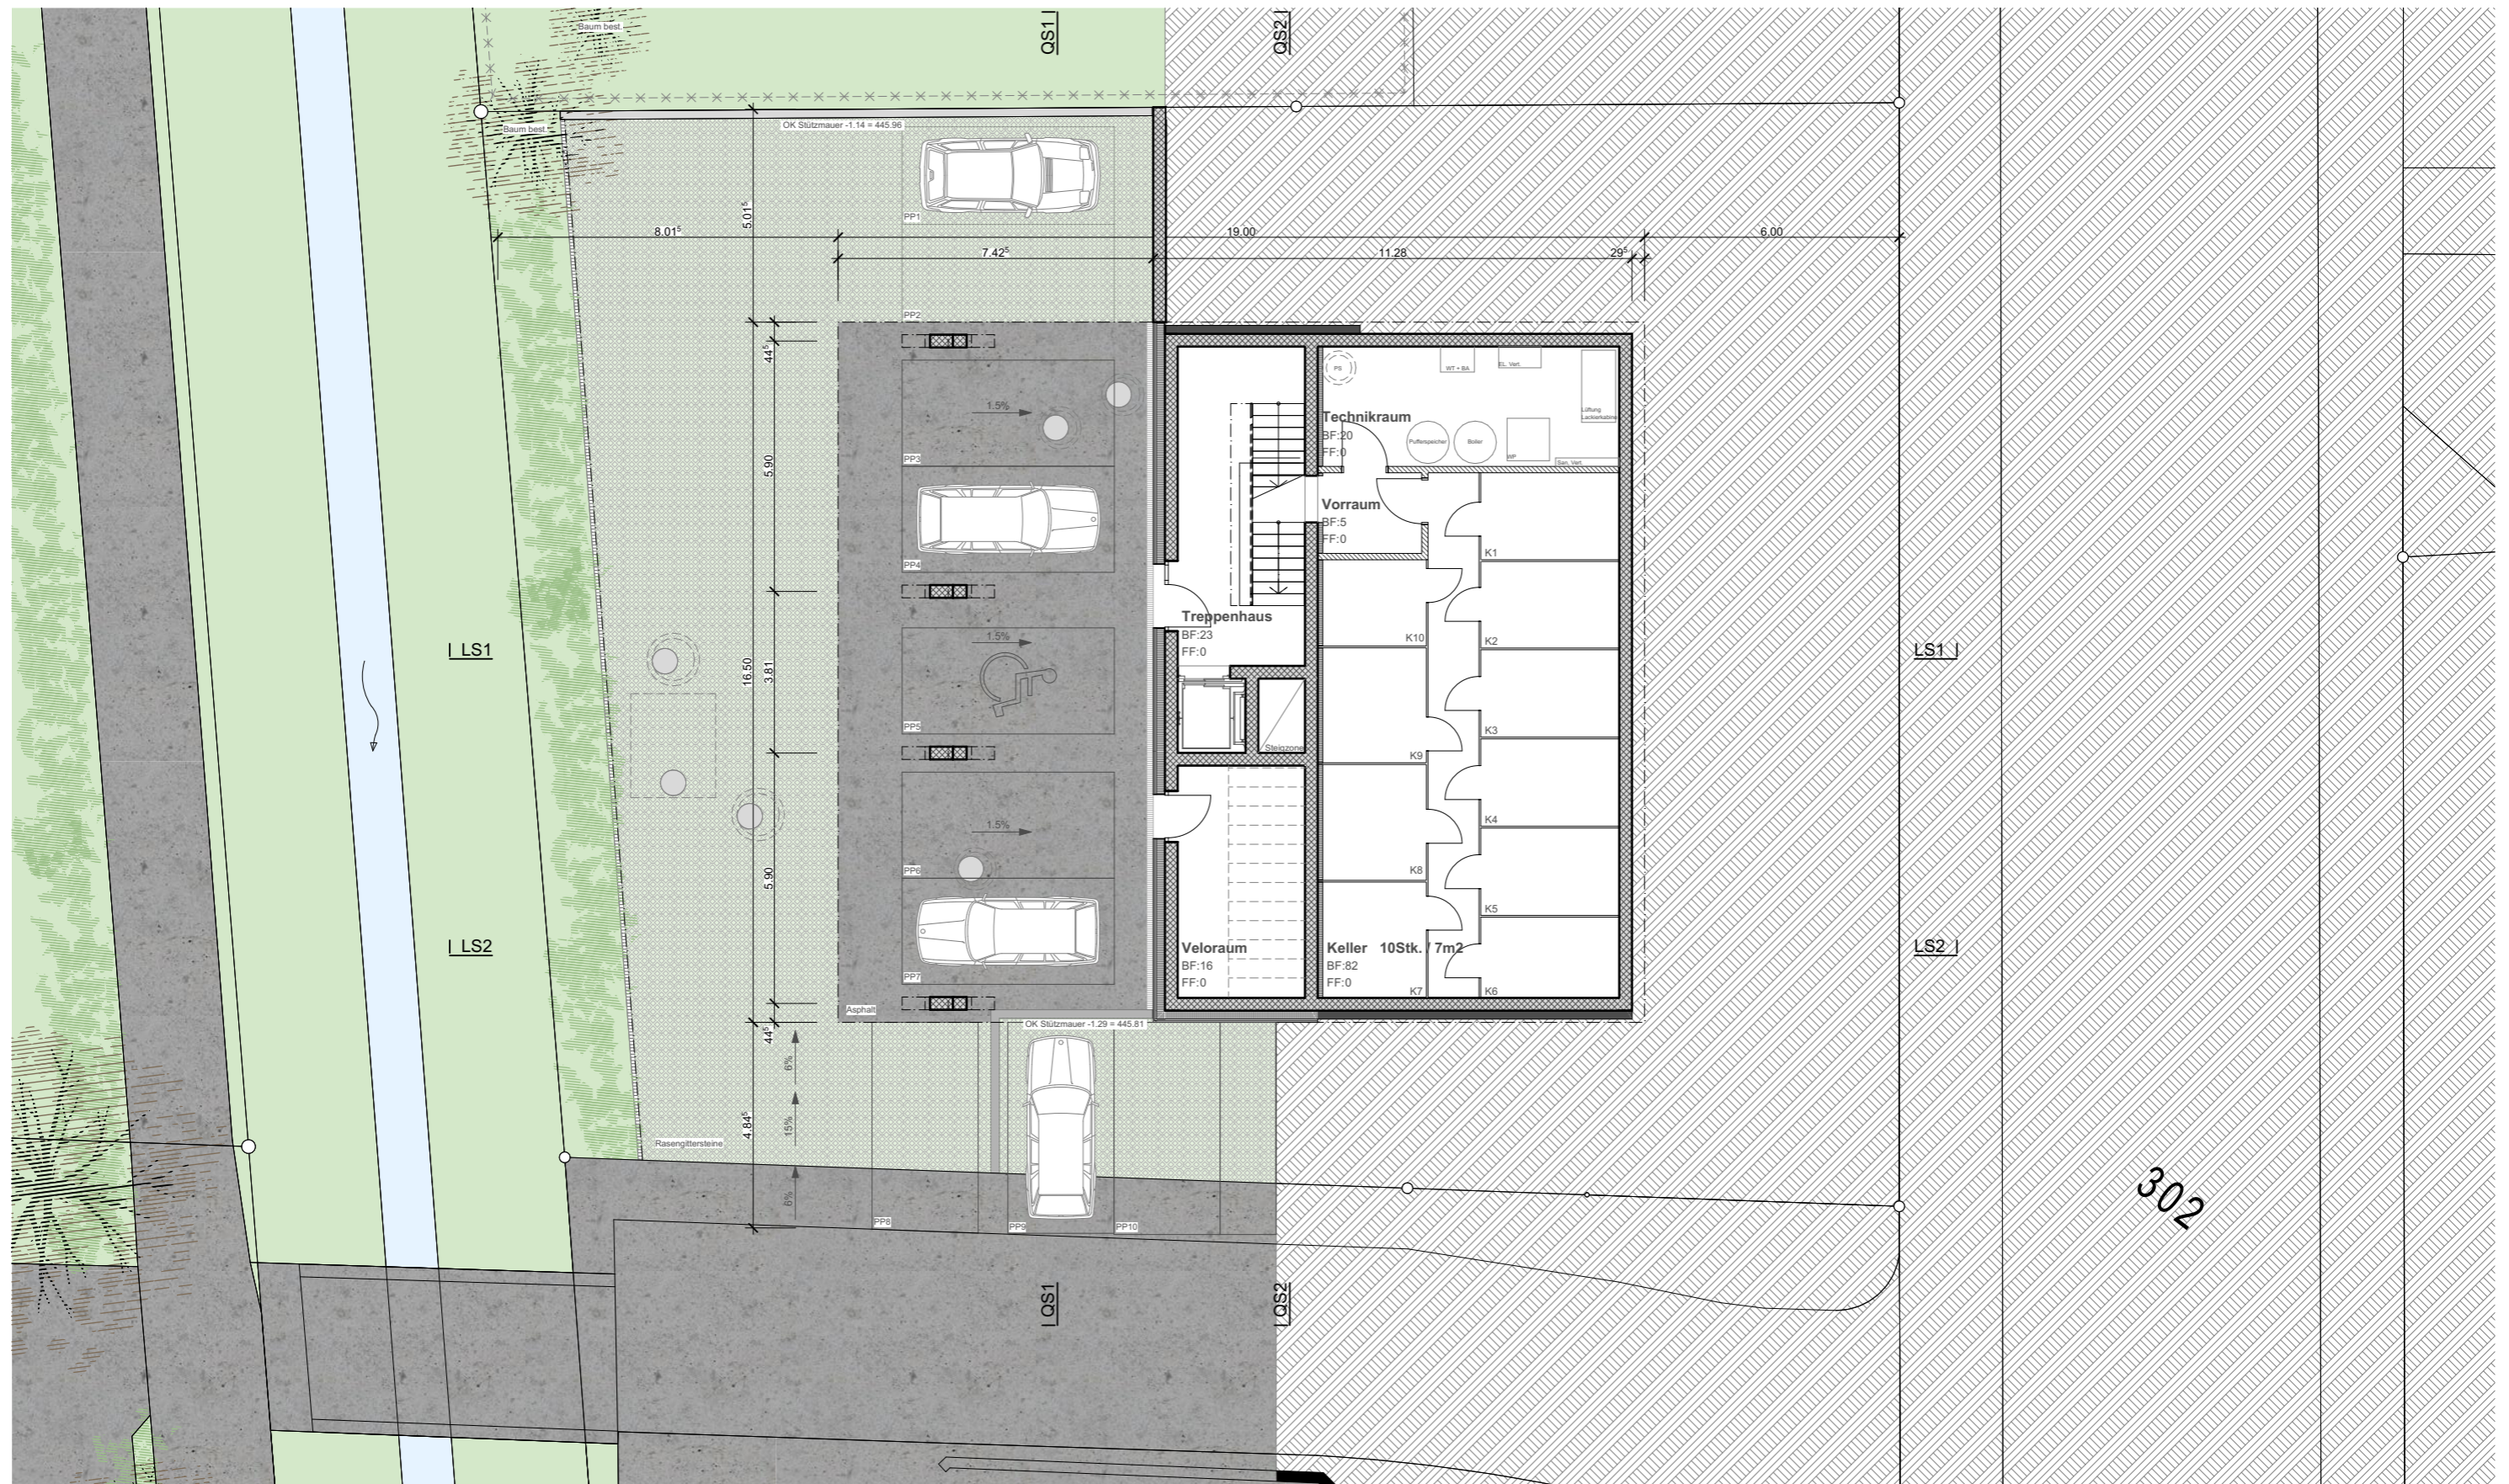 Baum best.
QS1
QS2
Baum best.
OK Stützmauer -1.14 = 445.96
PP1
5.01⁵
8.01⁵
19.00
6.00
7.42⁵
11.28
29⁵
PP2
44⁵
1.5%
PS
WT + BA
EL. Vert.
Lüftung
Lackierkabine
Technikraum
BF:20
FF:0
Pufferspeicher
Boiler
WP
San. Vert.
PP3
5.90
Vorraum
BF:5
FF:0
K1
PP4
Treppenhaus
BF:23
FF:0
K10
K2
LS1
LS1
1.5%
16.50
3.81
PP5
Steigzone
K9
K3
1.5%
K4
PP6
K8
5.90
K5
LS2
LS2
Veloraum
BF:16
FF:0
Keller 10Stk. / 7m2
BF:82
FF:0
PP7
K7
K6
Asphalt
44⁵
OK Stützmauer -1.29 = 445.81
6%
15%
4.84⁵
Rasengittersteine
6%
PP8
PP9
PP10
302
QS1
QS2